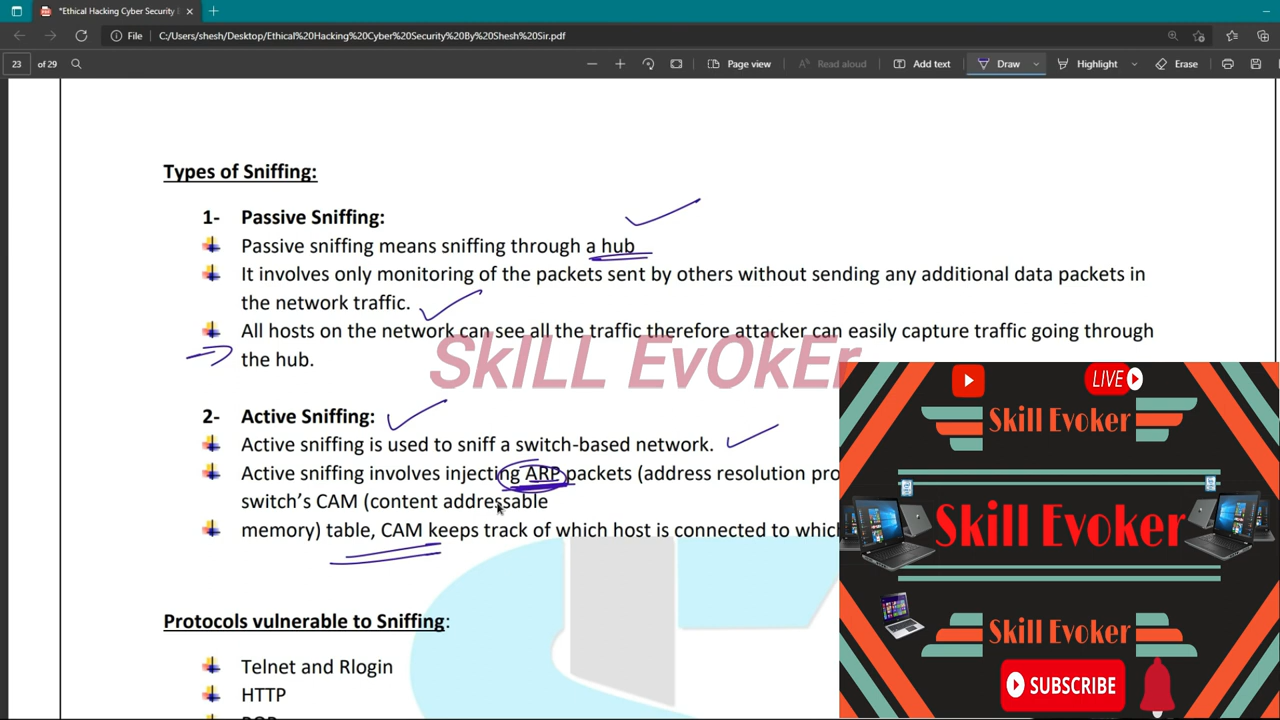 *Ethical Hacking Cyber Security
File
C:/Users/shesh/Desktop/Ethical%20Hacking%20Cyber%20Security%20By%20Shesh%20Sir.pdf
23 of 29
Page view
Read aloud
Add text
Draw
Highlight
Erase
Types of Sniffing:
1- Passive Sniffing:
Passive sniffing means sniffing through a hub
It involves only monitoring of the packets sent by others without sending any additional data packets in
the network traffic.
All hosts on the network can see all the traffic therefore attacker can easily capture traffic going through
the hub.
SkILL EvOkEr
2- Active Sniffing:
Active sniffing is used to sniff a switch-based network.
Active sniffing involves injecting ARP packets (address resolution pro
switch's CAM (content addressable
memory) table, CAM keeps track of which host is connected to which
Protocols vulnerable to Sniffing:
Telnet and Rlogin
HTTP
LIVE
Skill Evoker
Skill Evoker
Skill Evoker
SUBSCRIBE